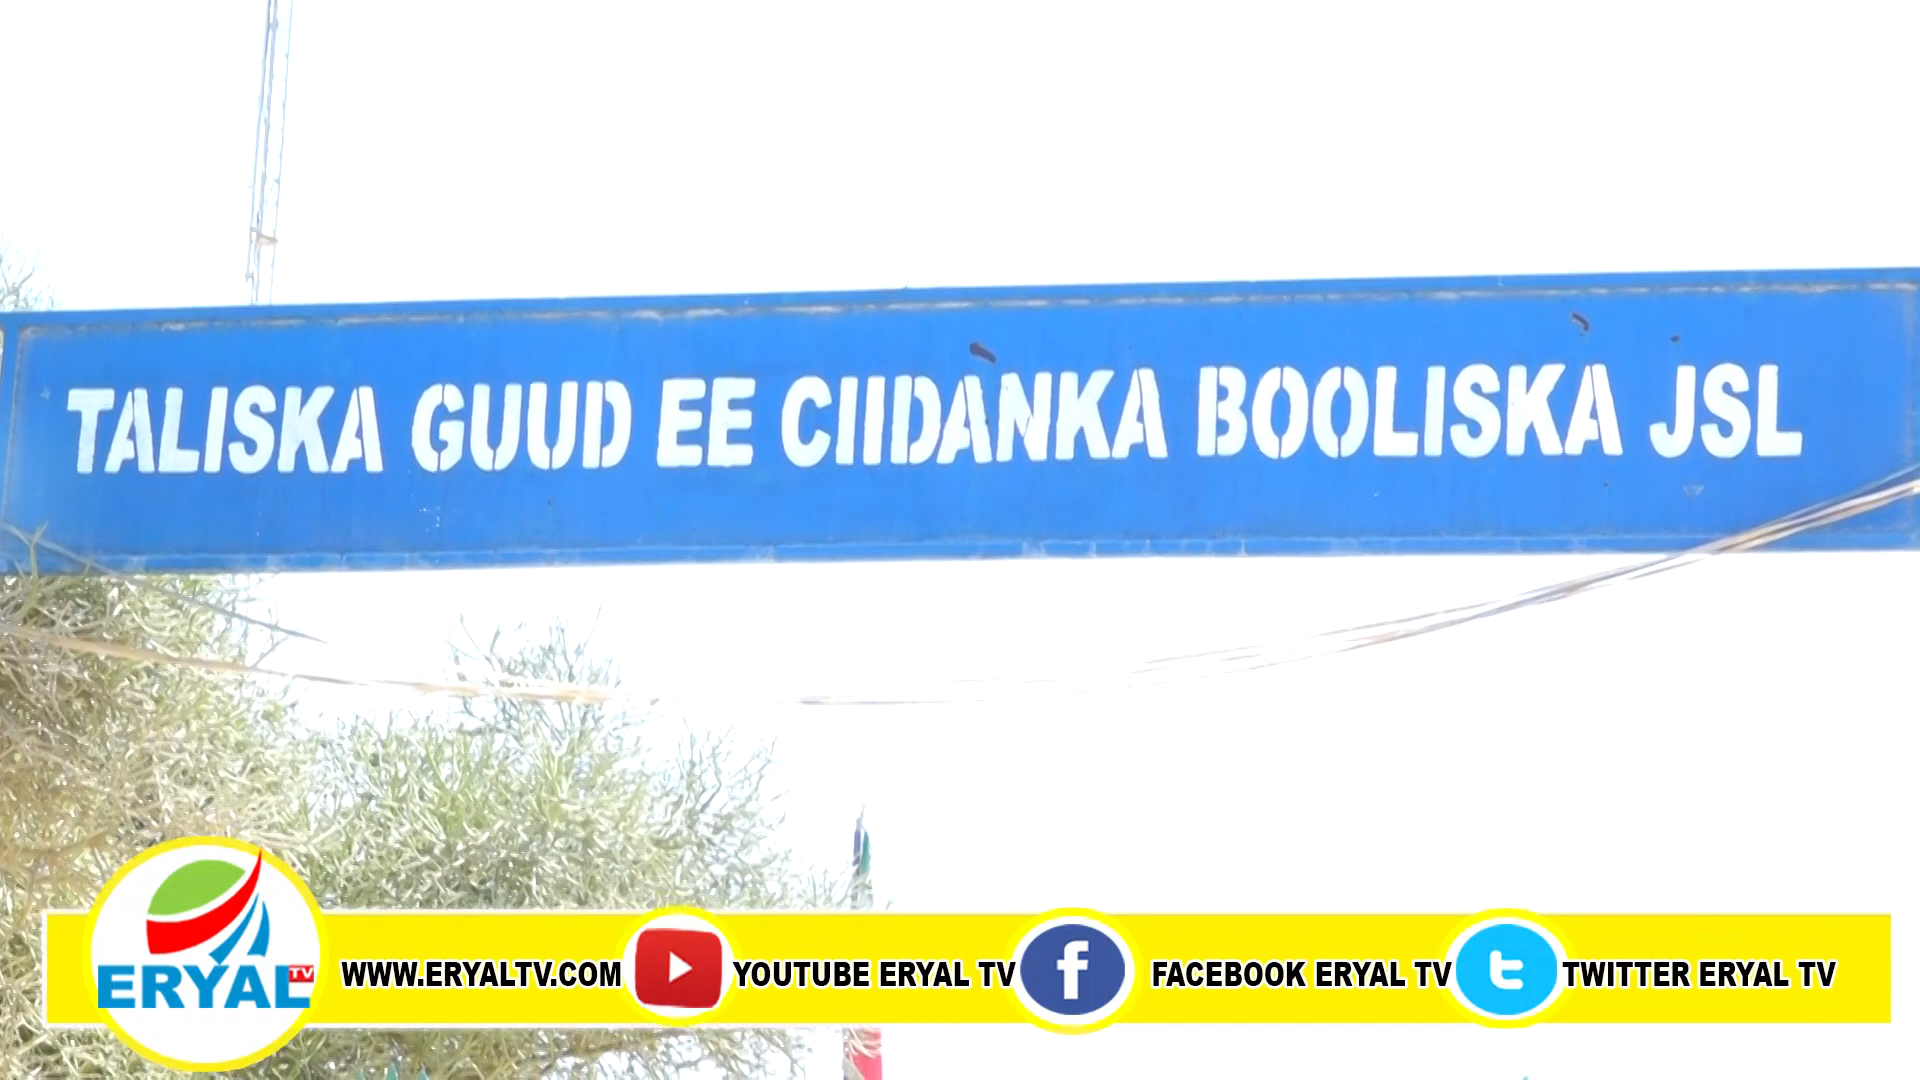 TALISKA GUUD EE CIIDANKA BOOLISKA JSL
ERYAL TV
WWW.ERYALTV.COM
YOUTUBE ERYAL TV
FACEBOOK ERYAL TV
TWITTER ERYAL TV